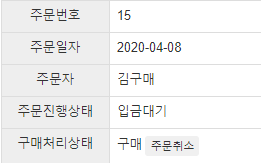 주문번호 15
주문일자 2020-04-08
주문자 김구매
주문진행상태 입금대기
구매처리상태 구매 주문취소